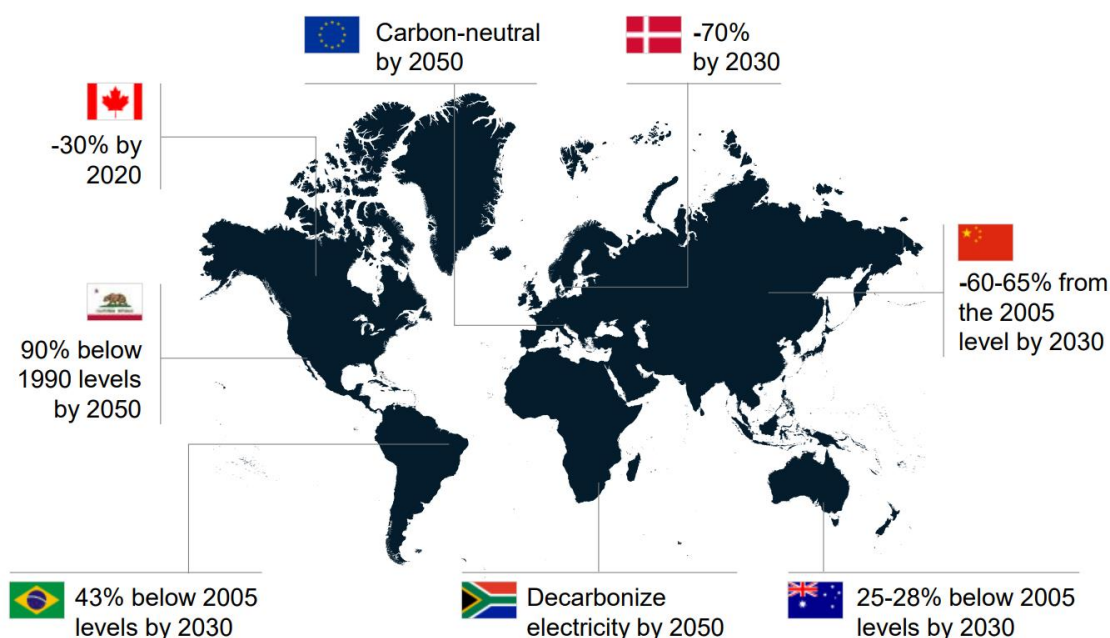 Carbon-neutral
by 2050
-70%
by 2030
-30% by
2020
-60-65% from
the 2005
level by 2030
90% below
1990 levels
by 2050
43% below 2005
levels by 2030
Decarbonize
electricity by 2050
25-28% below 2005
levels by 2030